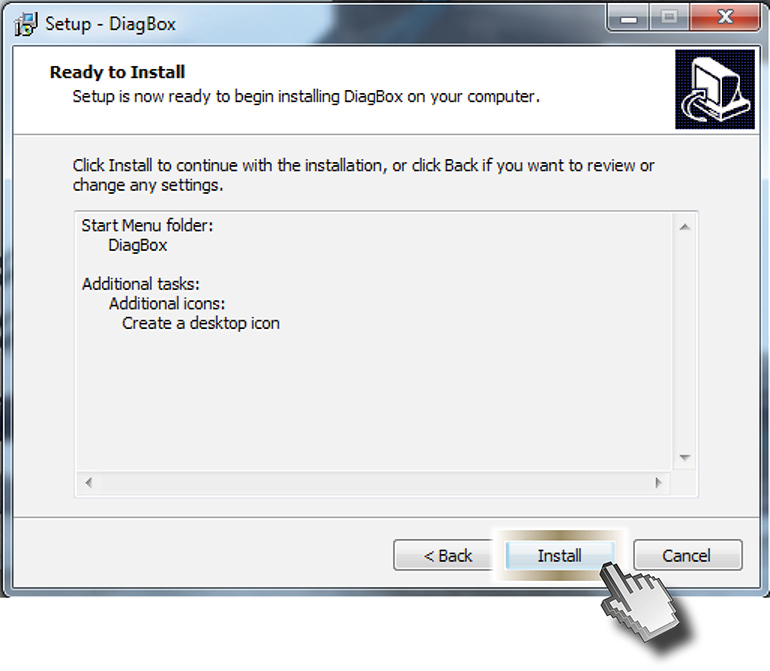 Setup - DiagBox
Ready to Install
Setup is now ready to begin installing DiagBox on your computer.
Click Install to continue with the installation, or click Back if you want to review or
change any settings.
Start Menu folder:
DiagBox
Additional tasks:
Additional icons:
Create a desktop icon
< Back
Install
Cancel